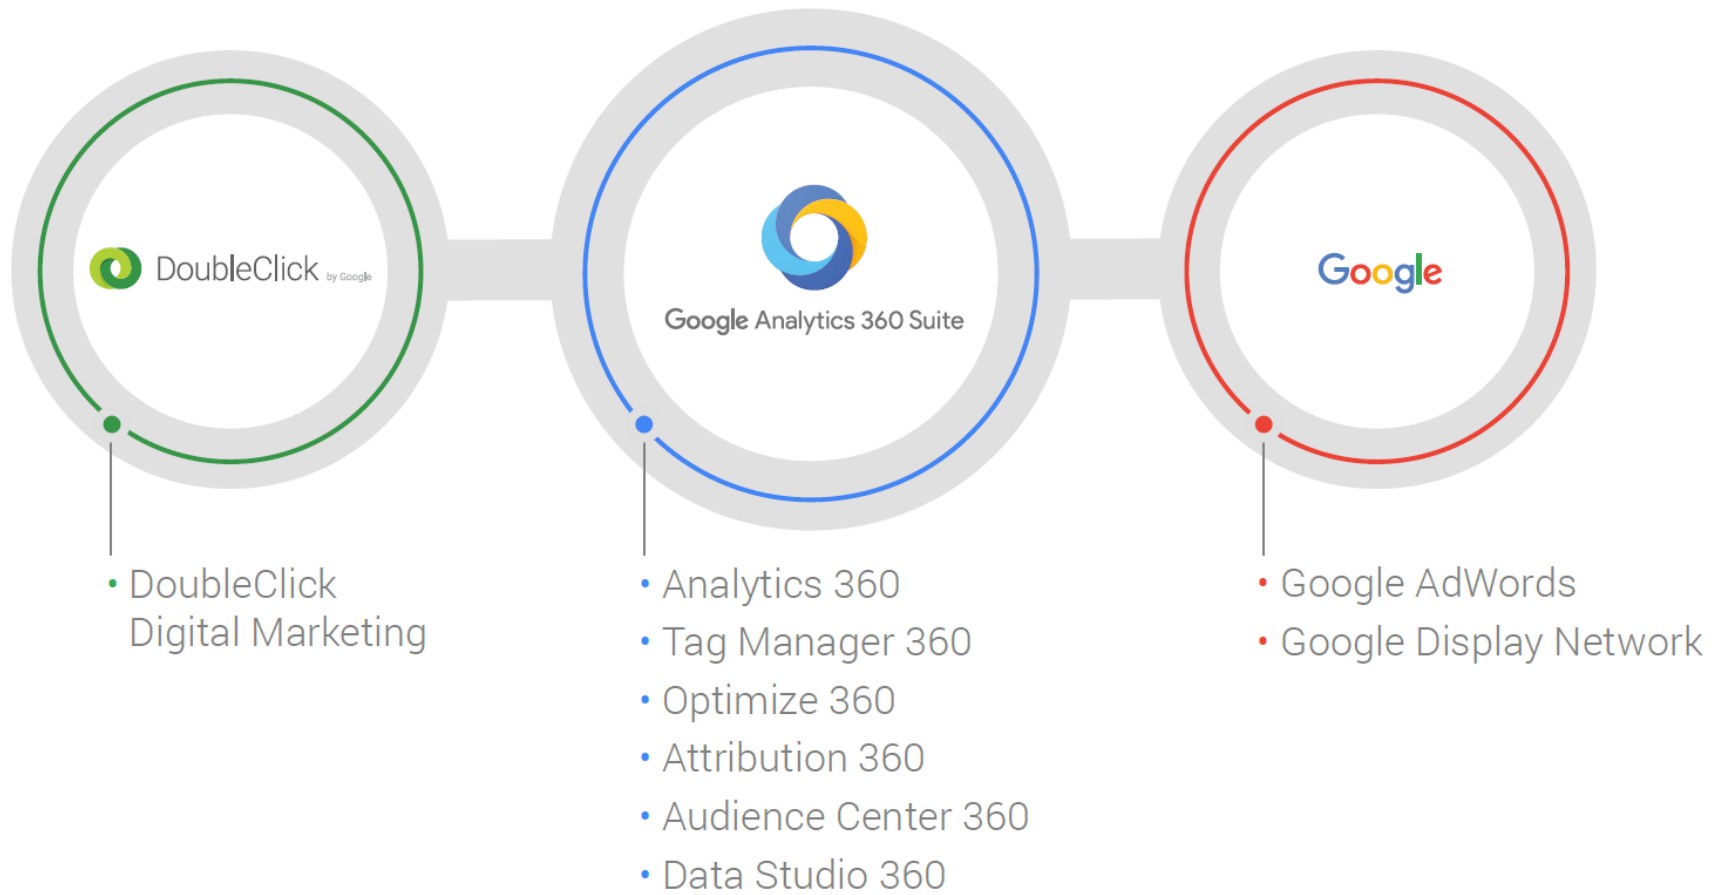 DoubleClick by Google
Google Analytics 360 Suite
Google
• DoubleClick
Digital Marketing
• Analytics 360
• Tag Manager 360
• Optimize 360
• Attribution 360
• Audience Center 360
• Data Studio 360
• Google AdWords
• Google Display Network